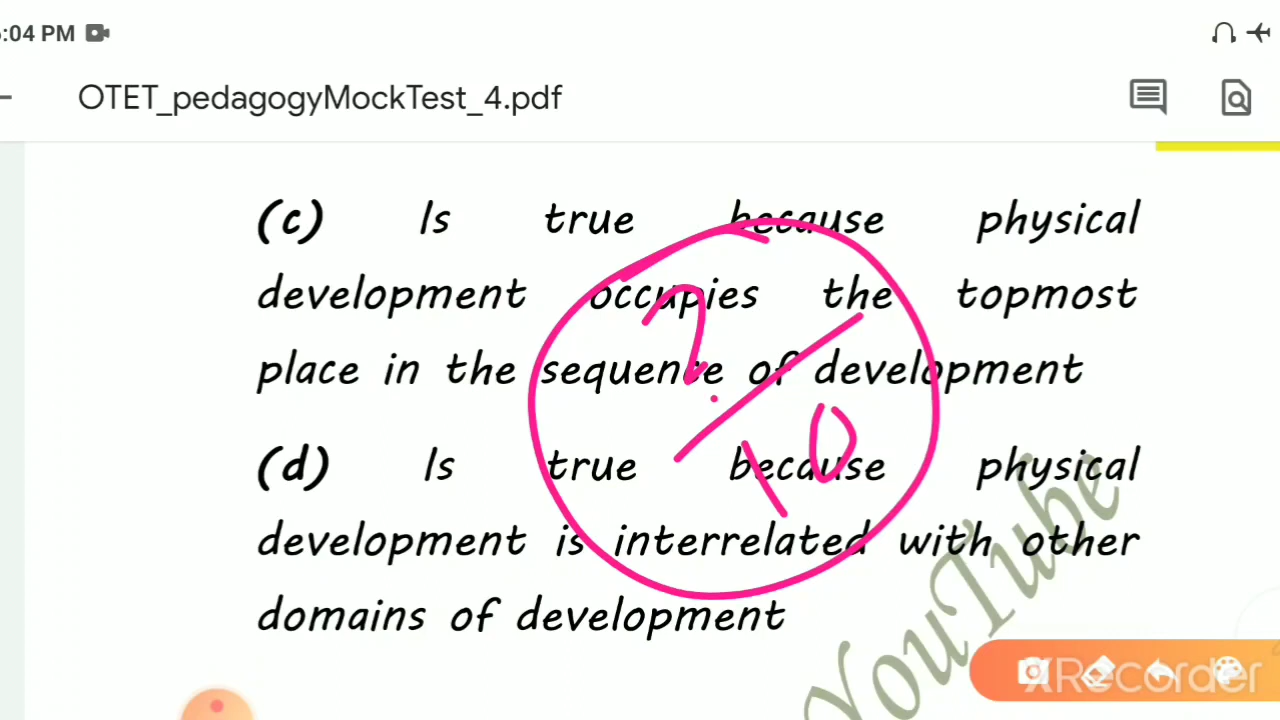 :04 PM
OTET_pedagogyMockTest_4.pdf
(c) Is true because physical
development occupies the topmost
place in the sequence of development
(d) Is true because physical
development is interrelated with other
domains of development
?/10
YouTube
XRecorder